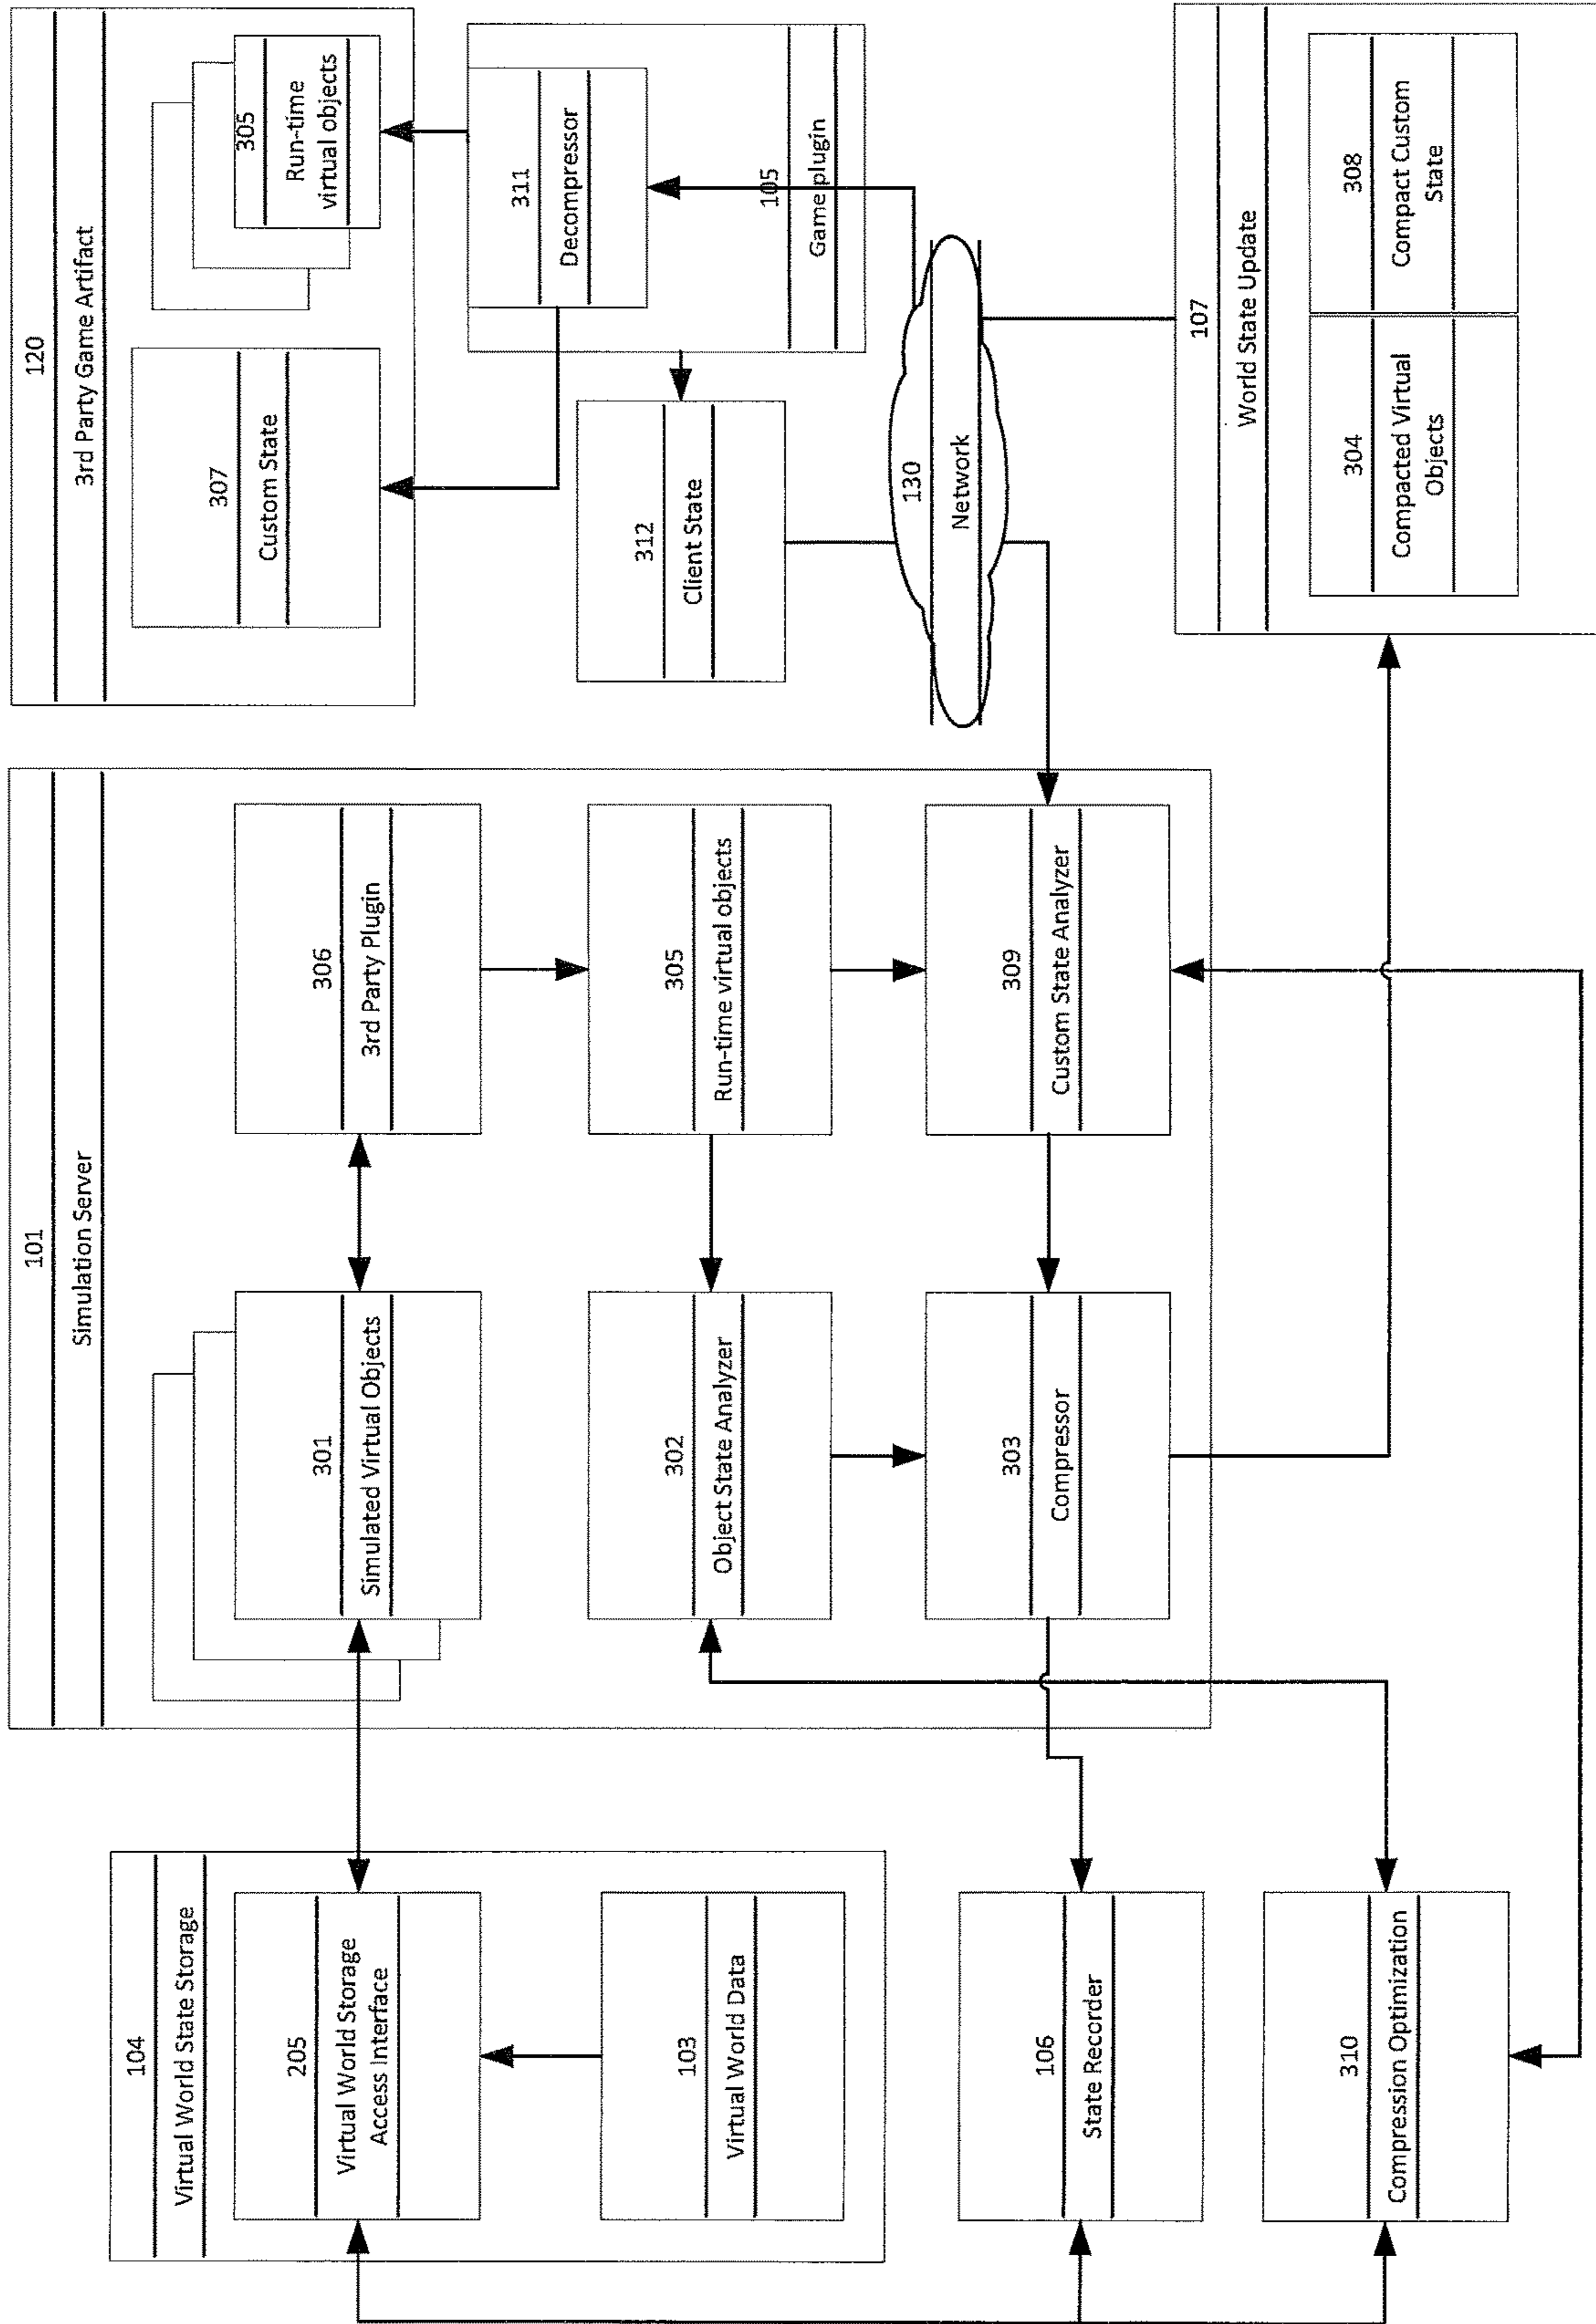 104
Virtual World State Storage
205
Virtual World Storage
Access Interface
103
Virtual World Data
106
State Recorder
310
Compression Optimization
101
Simulation Server
301
Simulated Virtual Objects
306
3rd Party Plugin
302
Object State Analyzer
305
Run-time virtual objects
303
Compressor
309
Custom State Analyzer
120
3rd Party Game Artifact
307
Custom State
305
Run-time
virtual objects
311
Decompressor
105
Game plugin
312
Client State
130
Network
107
World State Update
304
Compacted Virtual
Objects
308
Compact Custom
State